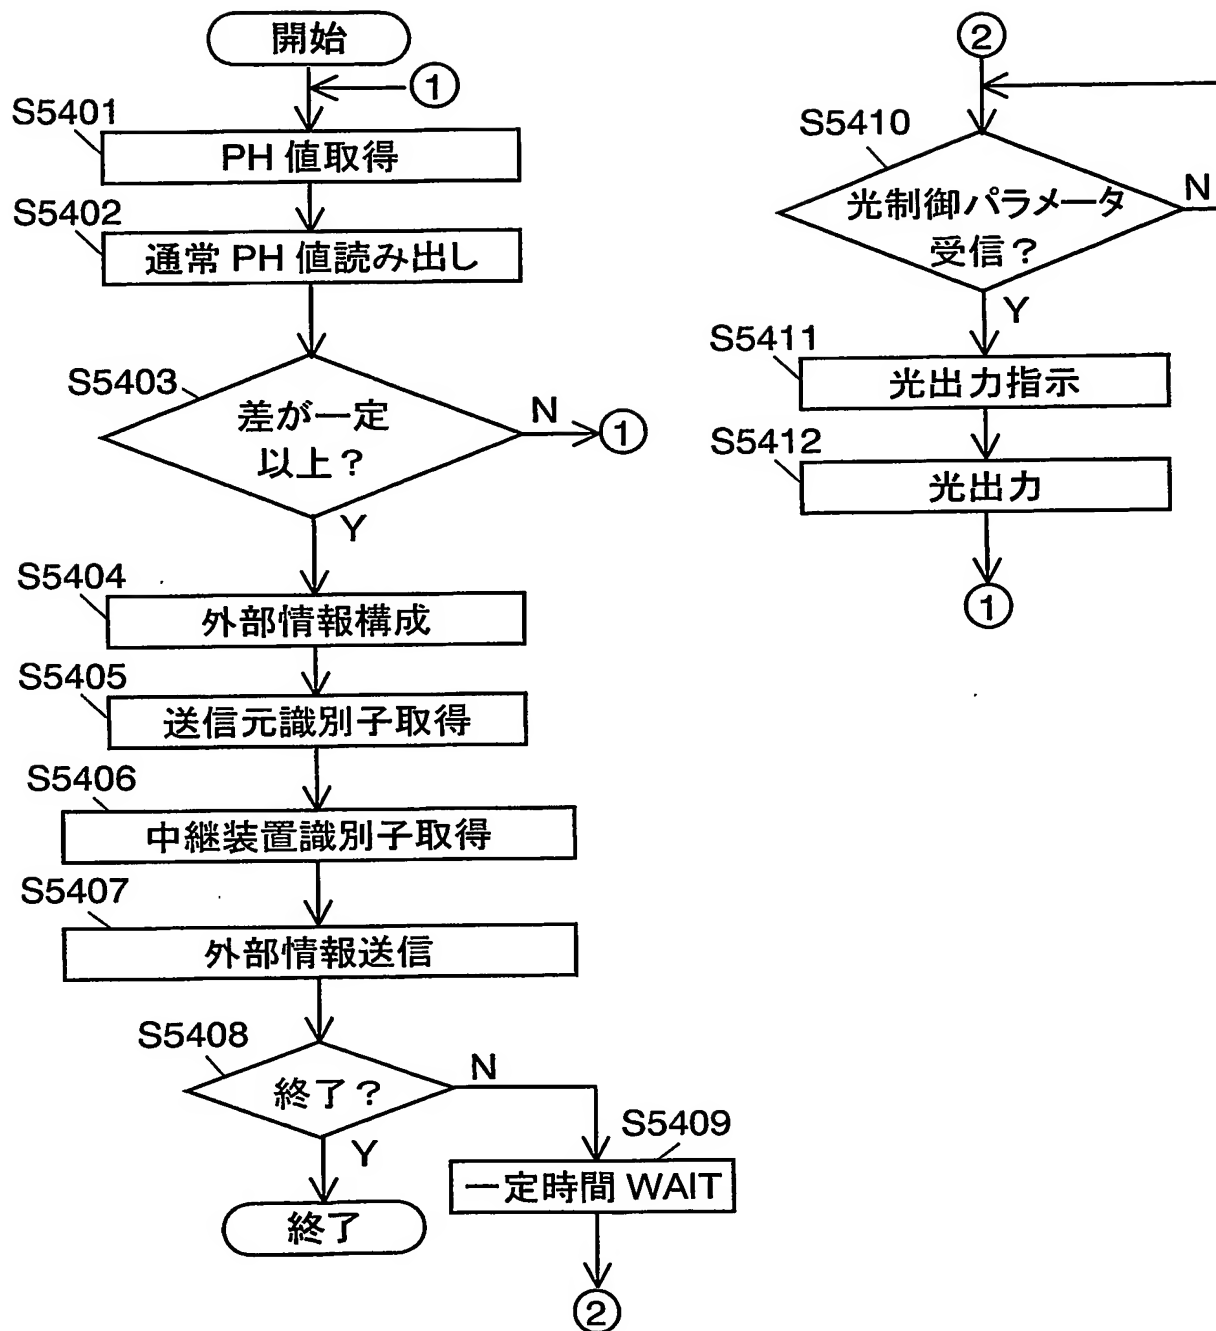 開始
①
S5401
PH 値取得
S5402
通常 PH 値読み出し
S5403
差が一定
以上？
N
①
Y
S5404
外部情報構成
S5405
送信元識別子取得
S5406
中継装置識別子取得
S5407
外部情報送信
S5408
終了？
N
Y
終了
S5409
一定時間 WAIT
②
②
S5410
光制御パラメータ
受信？
N
Y
S5411
光出力指示
S5412
光出力
①